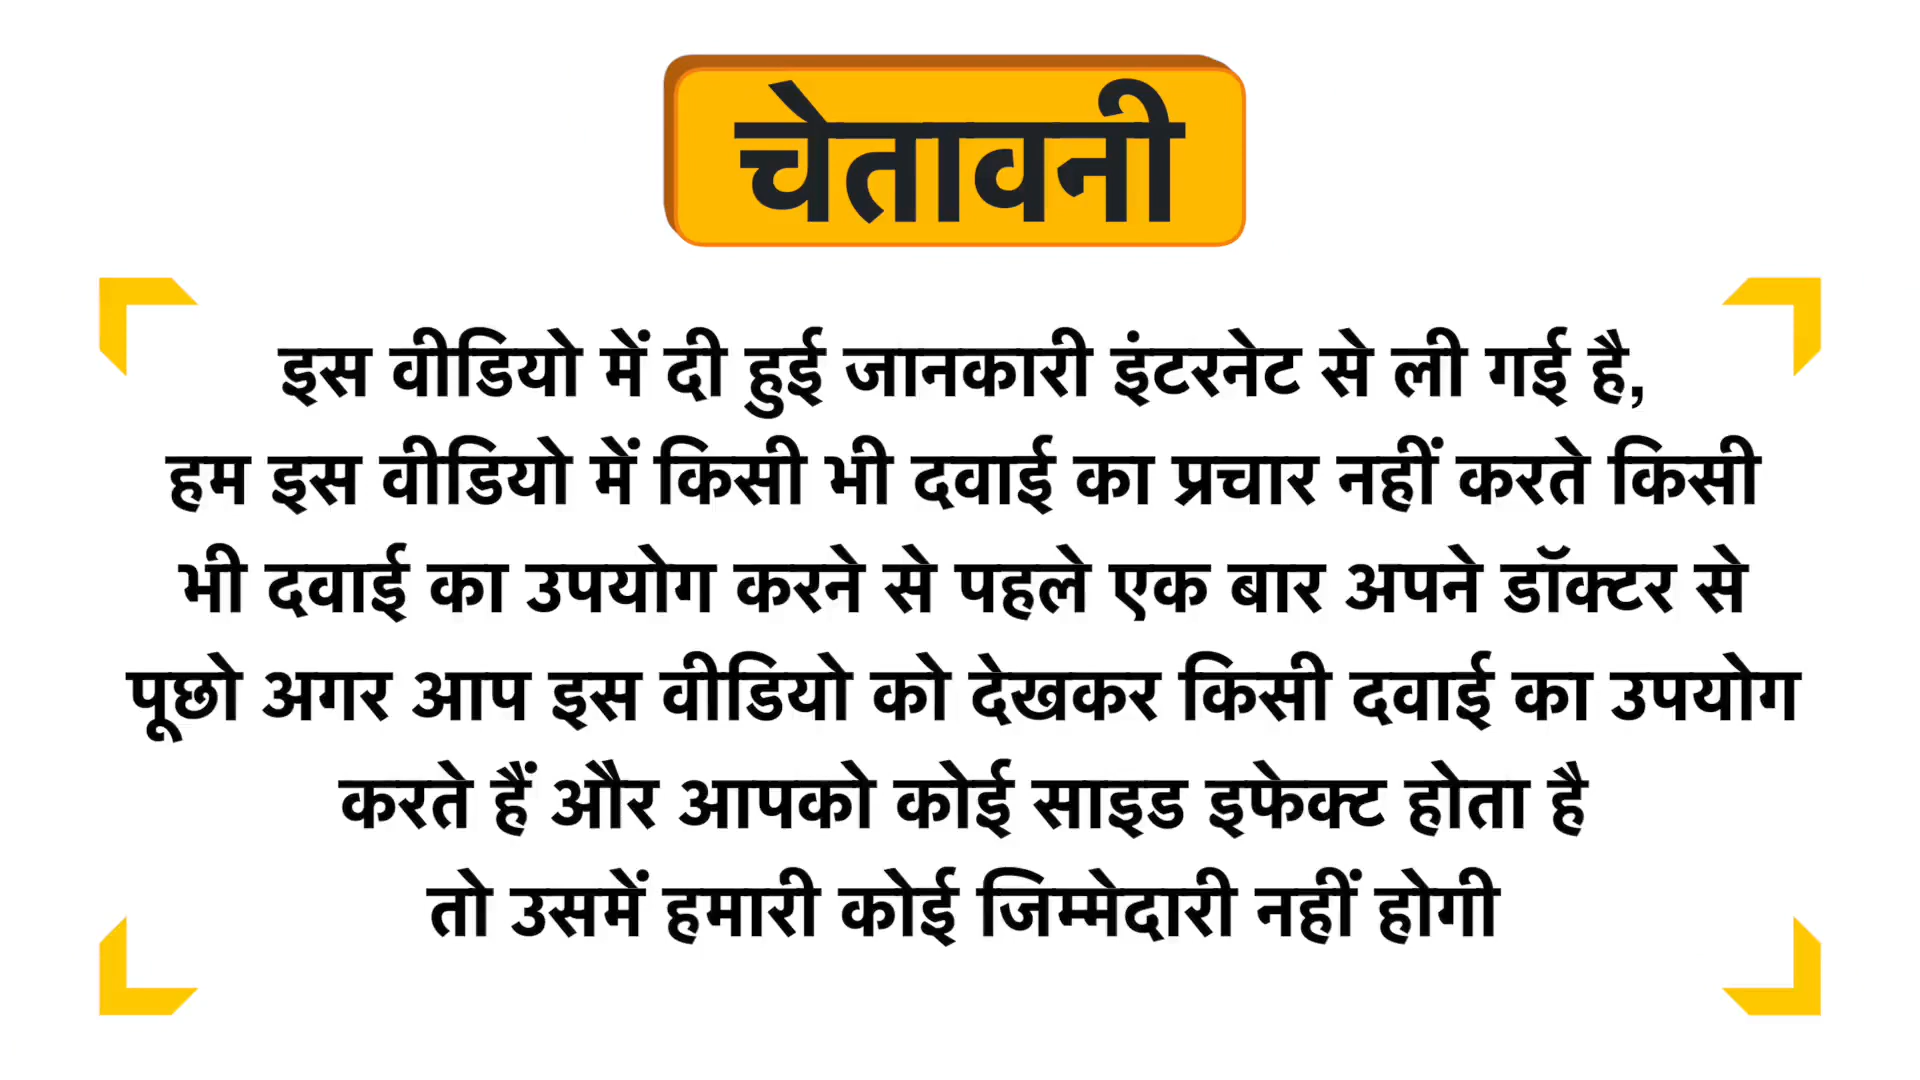 चेतावनी
इस वीडियो में दी हुई जानकारी इंटरनेट से ली गई है,
हम इस वीडियो में किसी भी दवाई का प्रचार नहीं करते किसी
भी दवाई का उपयोग करने से पहले एक बार अपने डॉक्टर से
पूछो अगर आप इस वीडियो को देखकर किसी दवाई का उपयोग
करते हैं और आपको कोई साइड इफेक्ट होता है
तो उसमें हमारी कोई जिम्मेदारी नहीं होगी